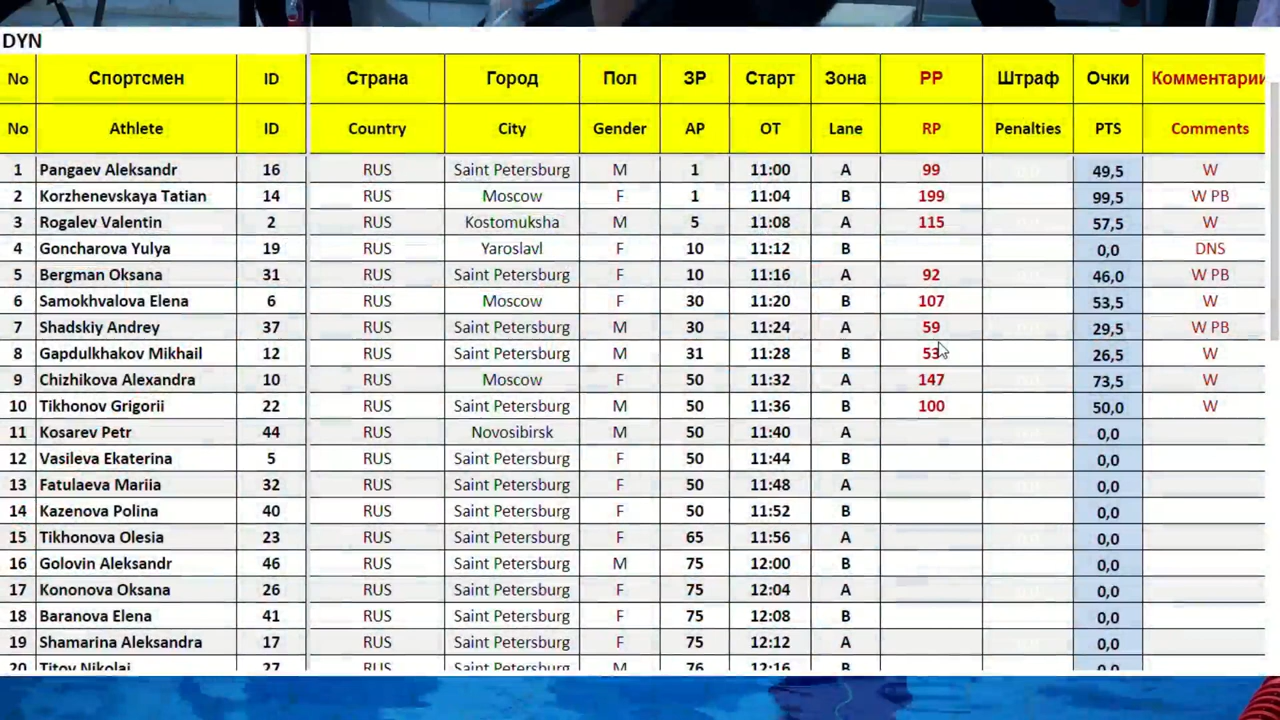 DYN
No Спортсмен ID Страна Город Пол ЗР Старт Зона РР Штраф Очки Комментарии
No Athlete ID Country City Gender AP OT Lane RP Penalties PTS Comments
1 Pangaev Aleksandr 16 RUS Saint Petersburg M 1 11:00 A 99 49,5 W
2 Korzhenevskaya Tatian 14 RUS Moscow F 1 11:04 B 199 99,5 W PB
3 Rogalev Valentin 2 RUS Kostomuksha M 5 11:08 A 115 57,5 W
4 Goncharova Yulya 19 RUS Yaroslavl F 10 11:12 B 0,0 DNS
5 Bergman Oksana 31 RUS Saint Petersburg F 10 11:16 A 92 46,0 W PB
6 Samokhvalova Elena 6 RUS Moscow F 30 11:20 B 107 53,5 W
7 Shadskiy Andrey 37 RUS Saint Petersburg M 30 11:24 A 59 29,5 W PB
8 Gapdulkhakov Mikhail 12 RUS Saint Petersburg M 31 11:28 B 53 26,5 W
9 Chizhikova Alexandra 10 RUS Moscow F 50 11:32 A 147 73,5 W
10 Tikhonov Grigorii 22 RUS Saint Petersburg M 50 11:36 B 100 50,0 W
11 Kosarev Petr 44 RUS Novosibirsk M 50 11:40 A 0,0
12 Vasileva Ekaterina 5 RUS Saint Petersburg F 50 11:44 B 0,0
13 Fatulaeva Mariia 32 RUS Saint Petersburg F 50 11:48 A 0,0
14 Kazenova Polina 40 RUS Saint Petersburg F 50 11:52 B 0,0
15 Tikhonova Olesia 23 RUS Saint Petersburg F 65 11:56 A 0,0
16 Golovin Aleksandr 46 RUS Saint Petersburg M 75 12:00 B 0,0
17 Kononova Oksana 26 RUS Saint Petersburg F 75 12:04 A 0,0
18 Baranova Elena 41 RUS Saint Petersburg F 75 12:08 B 0,0
19 Shamarina Aleksandra 17 RUS Saint Petersburg F 75 12:12 A 0,0
20 Titov Nikolai 27 RUS Saint Petersburg M 76 12:16 B 0,0